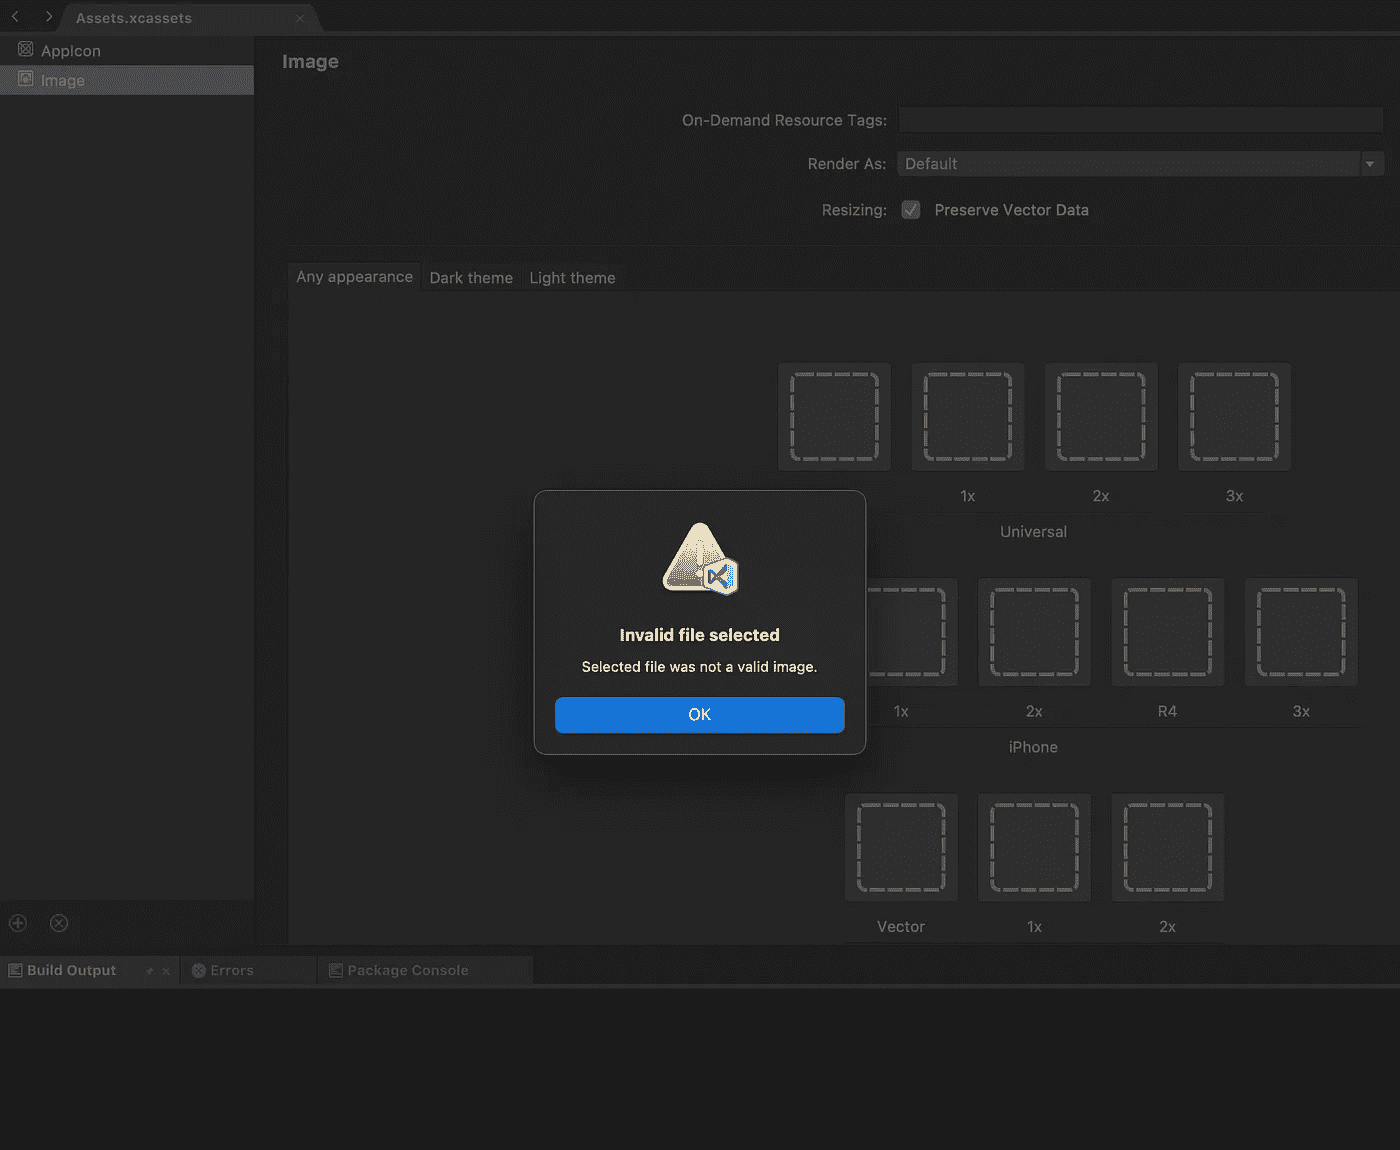 Assets.xcassets
AppIcon
Image
Image
On-Demand Resource Tags:
Render As: Default
Resizing: Preserve Vector Data
Any appearance Dark theme Light theme
1x 2x 3x
Universal
Invalid file selected
Selected file was not a valid image.
OK
1x 2x R4 3x
iPhone
Vector 1x 2x
Build Output Errors Package Console